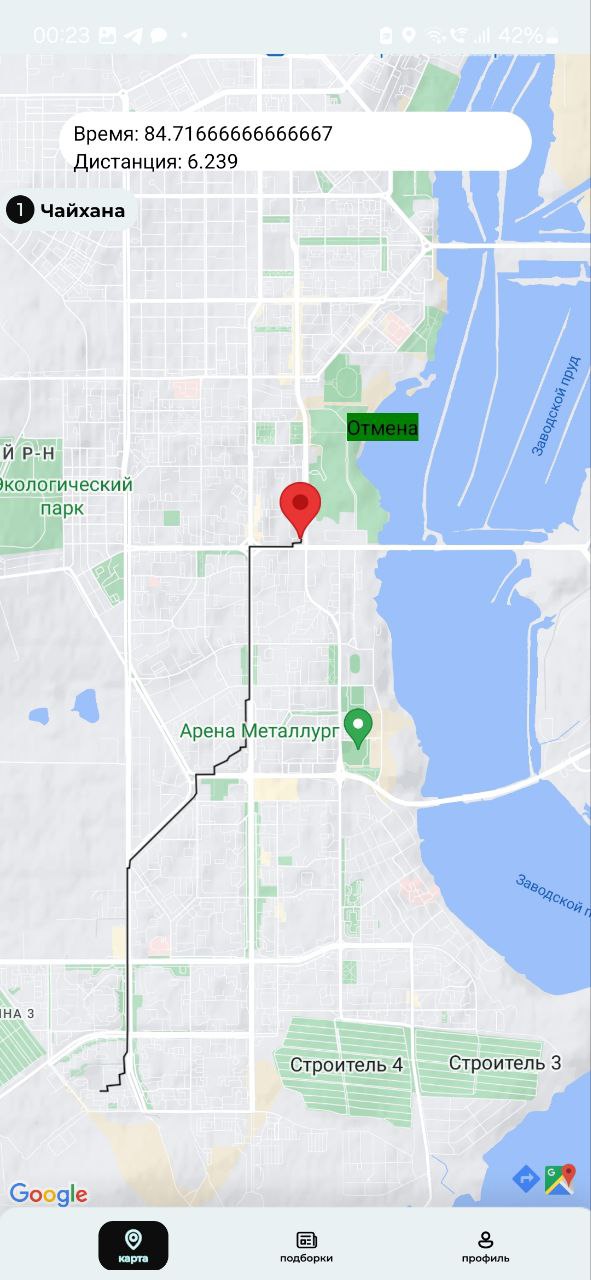 00:23
42%
Время: 84.71666666666667
Дистанция: 6.239
1 Чайхана
Заводской пруд
Отмена
Й Р-Н
Экологический
парк
Арена Металлург
Заводской п
НА 3
Строитель 4
Строитель 3
Google
карта
подборки
профиль